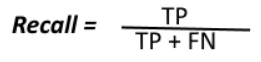 Recall = TP
TP + FN